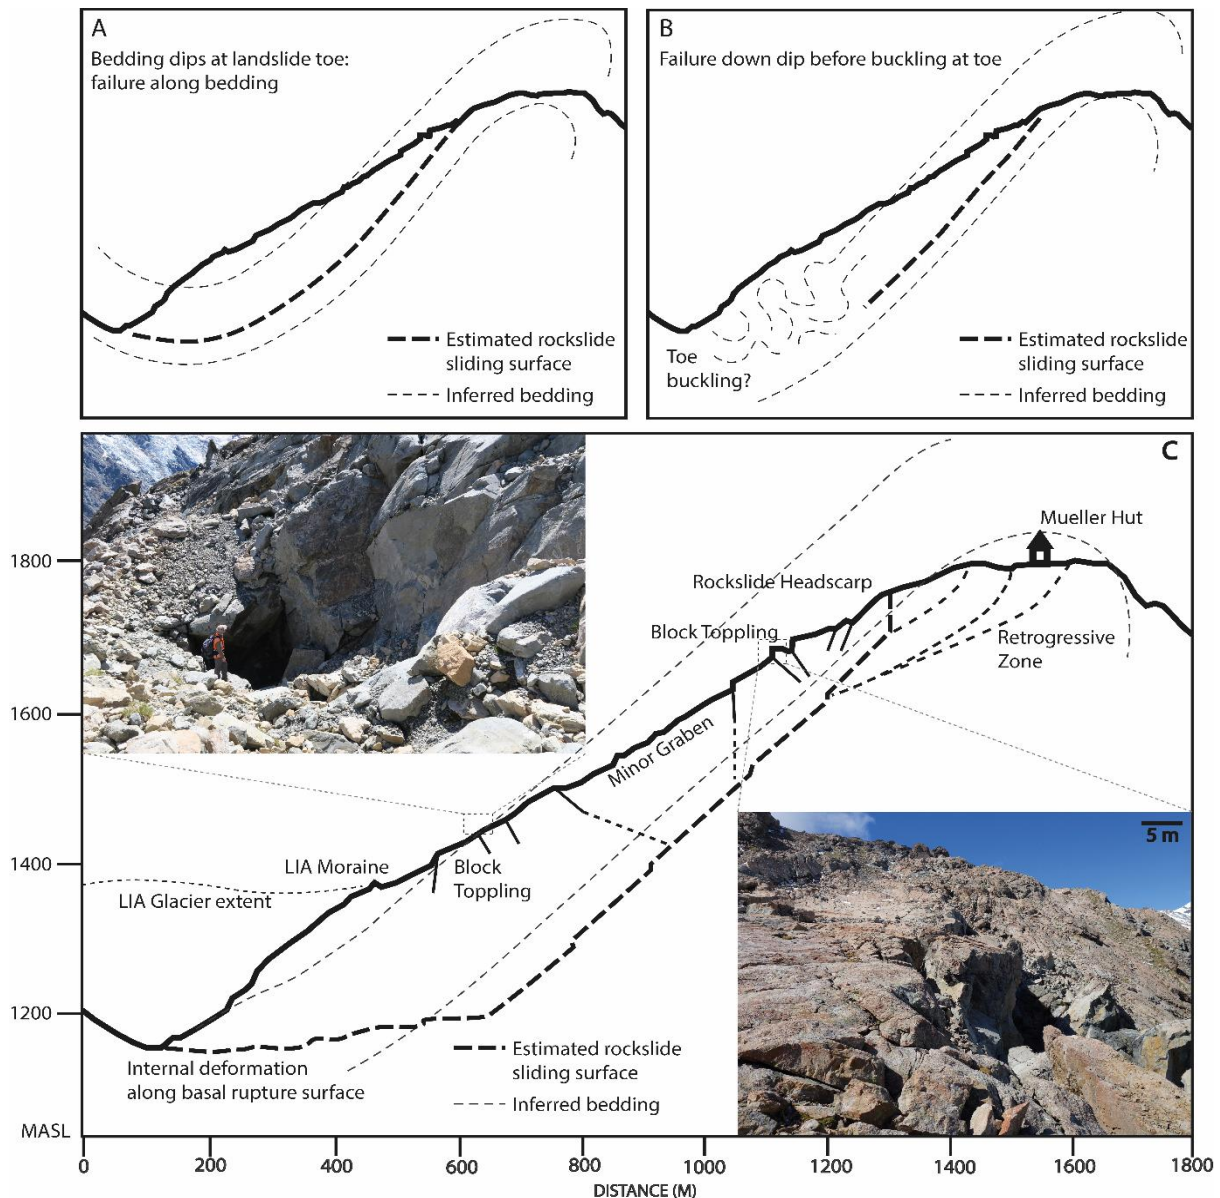 A
Bedding dips at landslide toe:
failure along bedding
Estimated rockslide
sliding surface
Inferred bedding
B
Failure down dip before buckling at toe
Toe
buckling?
Estimated rockslide
sliding surface
Inferred bedding
C
Mueller Hut
Rockslide Headscarp
Block Toppling
Retrogressive
Zone
Minor Graben
5 m
LIA Moraine
LIA Glacier extent
Block
Toppling
Internal deformation
along basal rupture surface
Estimated rockslide
sliding surface
Inferred bedding
1800
1600
1400
1200
MASL
0
200
400
600
800
1000
1200
1400
1600
1800
DISTANCE (M)